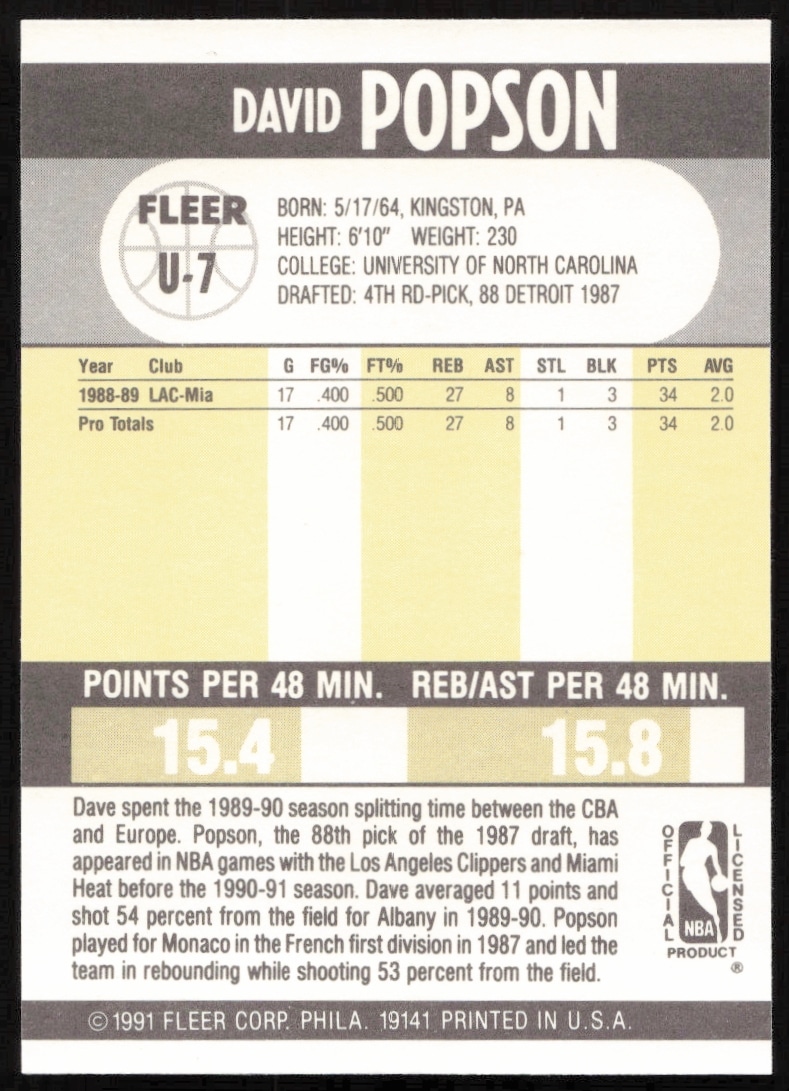 DAVID POPSON
FLEER
U-7
BORN: 5/17/64, KINGSTON, PA
HEIGHT: 6'10" WEIGHT: 230
COLLEGE: UNIVERSITY OF NORTH CAROLINA
DRAFTED: 4TH RD-PICK, 88 DETROIT 1987
Year Club G FG% FT% REB AST STL BLK PTS AVG
1988-89 LAC-Mia 17 .400 .500 27 8 1 3 34 2.0
Pro Totals 17 .400 .500 27 8 1 3 34 2.0
POINTS PER 48 MIN. REB/AST PER 48 MIN.
15.4 15.8
Dave spent the 1989-90 season splitting time between the CBA
and Europe. Popson, the 88th pick of the 1987 draft, has
appeared in NBA games with the Los Angeles Clippers and Miami
Heat before the 1990-91 season. Dave averaged 11 points and
shot 54 percent from the field for Albany in 1989-90. Popson
played for Monaco in the French first division in 1987 and led the
team in rebounding while shooting 53 percent from the field.
OFFICIAL
LICENSED
NBA
PRODUCT
®
© 1991 FLEER CORP. PHILA. 19141 PRINTED IN U.S.A.